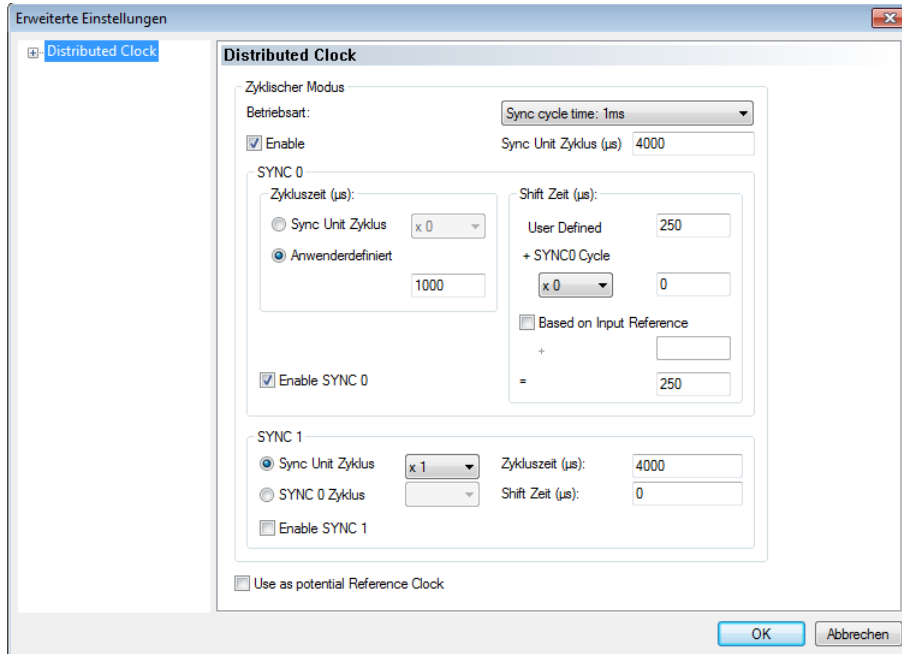 Erweiterte Einstellungen
Distributed Clock
Distributed Clock
Zyklischer Modus
Betriebsart:
Sync cycle time: 1ms
Enable
Sync Unit Zyklus (µs)
4000
SYNC 0
Zykluszeit (µs):
Sync Unit Zyklus
x 0
Anwenderdefiniert
1000
Enable SYNC 0
Shift Zeit (µs):
User Defined
250
+ SYNC0 Cycle
x 0
0
Based on Input Reference
+
=
250
SYNC 1
Sync Unit Zyklus
x 1
Zykluszeit (µs):
4000
SYNC 0 Zyklus
Shift Zeit (µs):
0
Enable SYNC 1
Use as potential Reference Clock
OK
Abbrechen